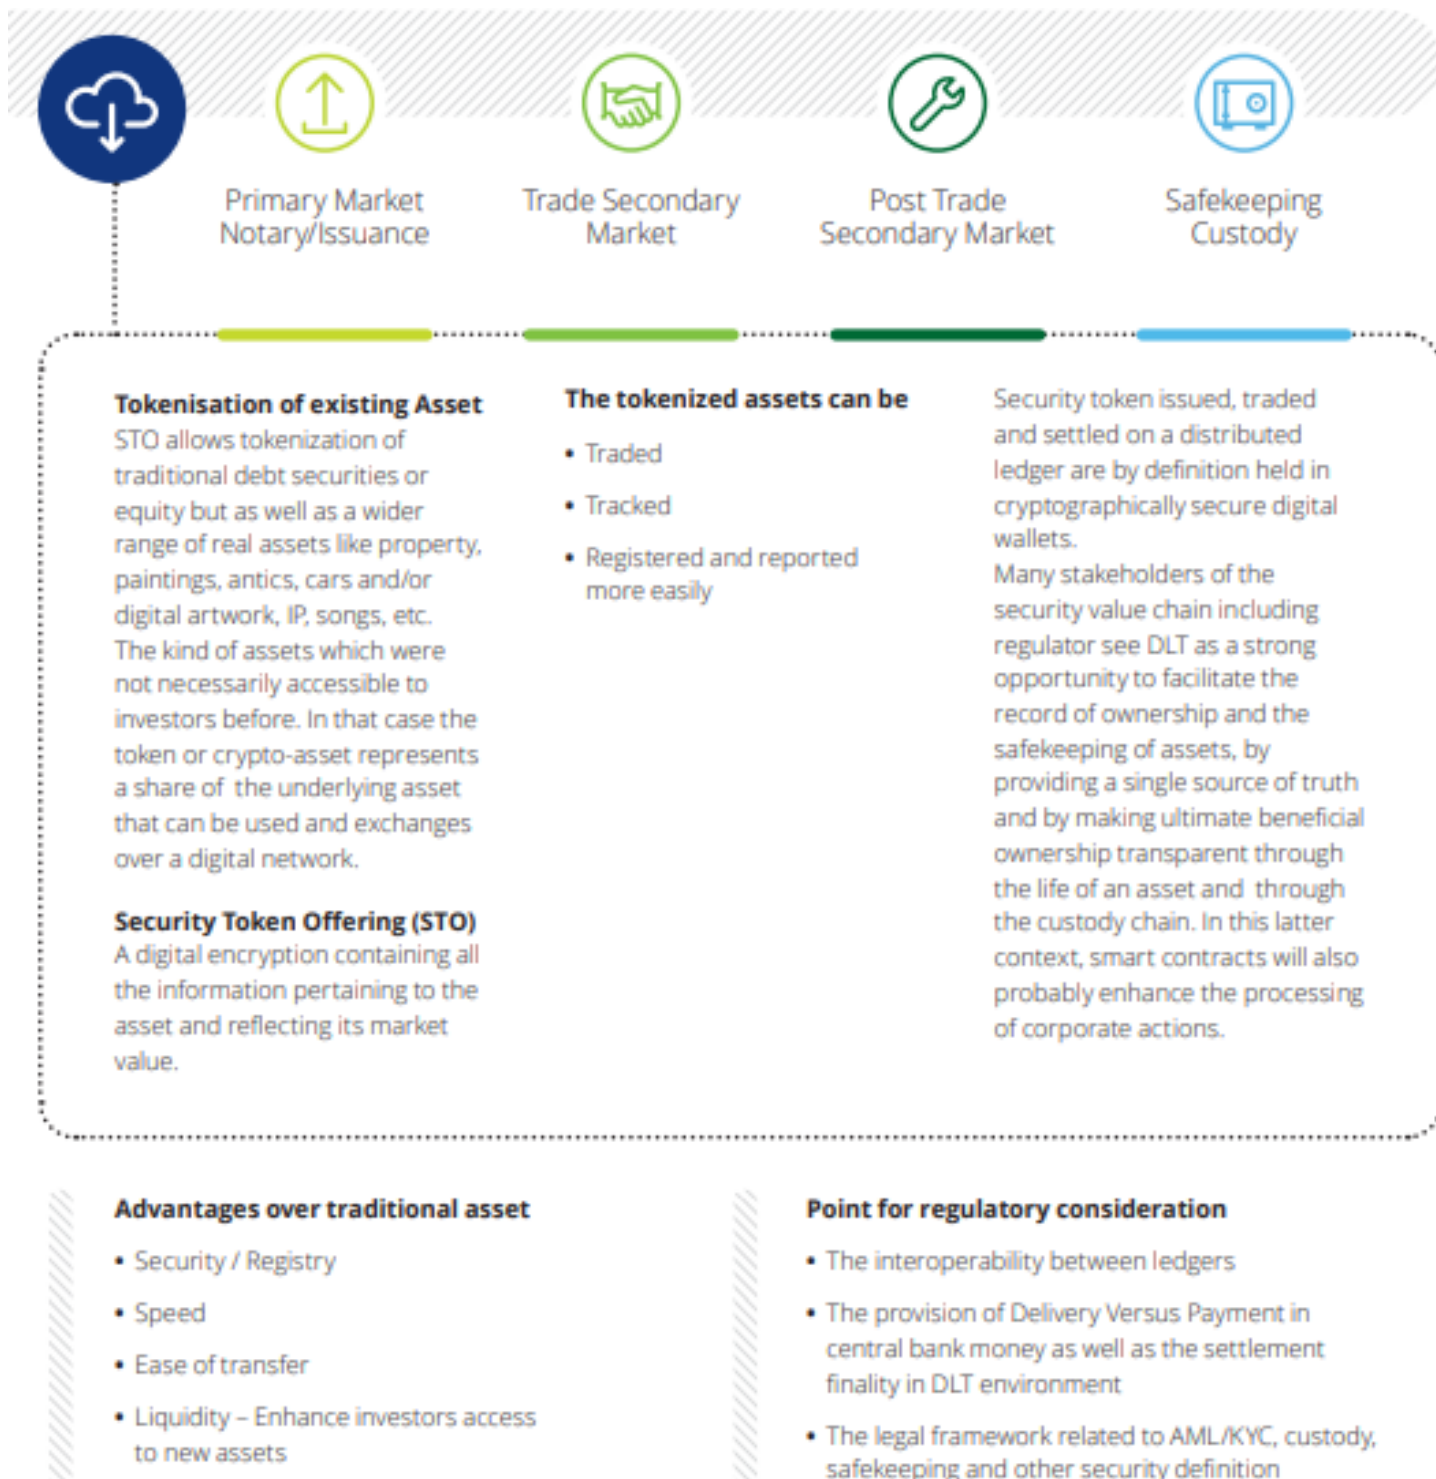 Primary Market
Notary/Issuance
Trade Secondary
Market
Post Trade
Secondary Market
Safekeeping
Custody
Tokenisation of existing Asset
STO allows tokenization of
traditional debt securities or
equity but as well as a wider
range of real assets like property,
paintings, antics, cars and/or
digital artwork, IP, songs, etc.
The kind of assets which were
not necessarily accessible to
investors before. In that case the
token or crypto-asset represents
a share of the underlying asset
that can be used and exchanges
over a digital network.
Security Token Offering (STO)
A digital encryption containing all
the information pertaining to the
asset and reflecting its market
value.
The tokenized assets can be
• Traded
• Tracked
• Registered and reported
more easily
Security token issued, traded
and settled on a distributed
ledger are by definition held in
cryptographically secure digital
wallets.
Many stakeholders of the
security value chain including
regulator see DLT as a strong
opportunity to facilitate the
record of ownership and the
safekeeping of assets, by
providing a single source of truth
and by making ultimate beneficial
ownership transparent through
the life of an asset and through
the custody chain. In this latter
context, smart contracts will also
probably enhance the processing
of corporate actions.
Advantages over traditional asset
• Security / Registry
• Speed
• Ease of transfer
• Liquidity – Enhance investors access
to new assets
Point for regulatory consideration
• The interoperability between ledgers
• The provision of Delivery Versus Payment in
central bank money as well as the settlement
finality in DLT environment
• The legal framework related to AML/KYC, custody,
safekeeping and other security definition